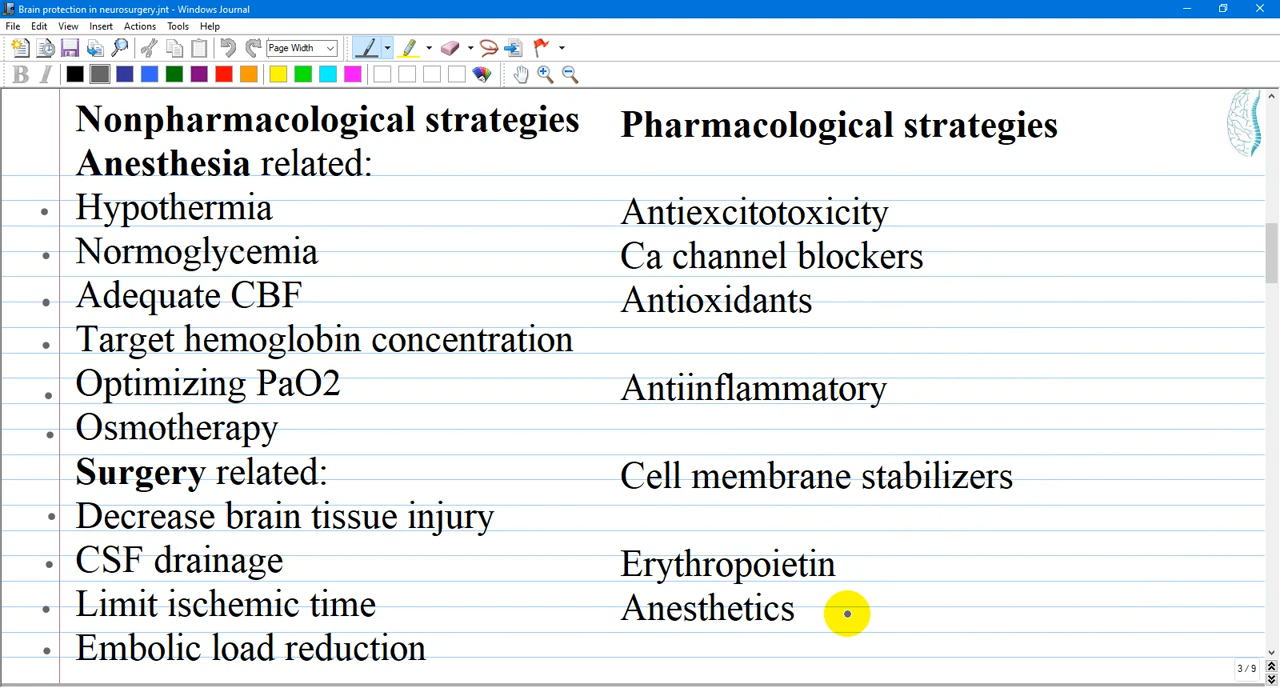 Brain protection in neurosurgery.jnt - Windows Journal
File Edit View Insert Actions Tools Help
Page Width
B I
Nonpharmacological strategies
Anesthesia related:
Hypothermia
Normoglycemia
Adequate CBF
Target hemoglobin concentration
Optimizing PaO2
Osmotherapy
Surgery related:
Decrease brain tissue injury
CSF drainage
Limit ischemic time
Embolic load reduction
Pharmacological strategies
Antiexcitotoxicity
Ca channel blockers
Antioxidants
Antiinflammatory
Cell membrane stabilizers
Erythropoietin
Anesthetics
3 / 9